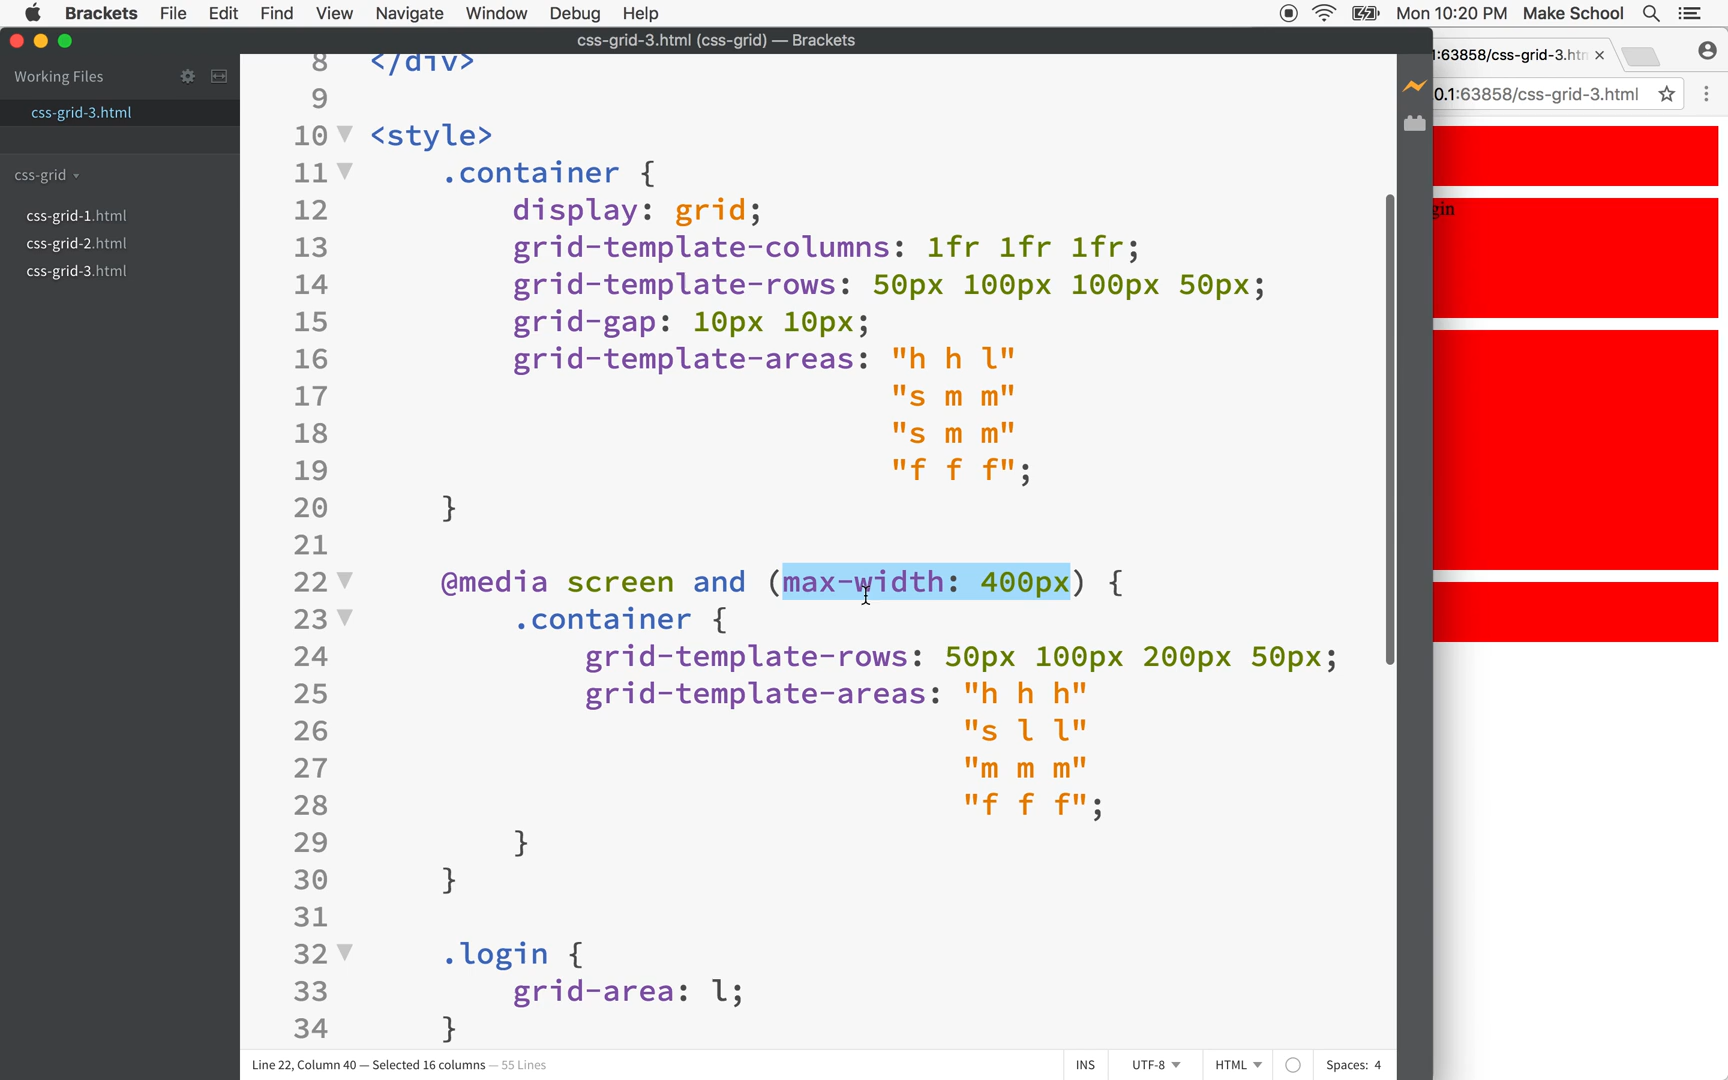 Brackets File Edit Find View Navigate Window Debug Help Mon 10:20 PM Make School
css-grid-3.html (css-grid) — Brackets
Working Files
css-grid-3.html
css-grid
css-grid-1.html
css-grid-2.html
css-grid-3.html
8 </div>
9
10 <style>
11 .container {
12 display: grid;
13 grid-template-columns: 1fr 1fr 1fr;
14 grid-template-rows: 50px 100px 100px 50px;
15 grid-gap: 10px 10px;
16 grid-template-areas: "h h l"
17 "s m m"
18 "s m m"
19 "f f f";
20 }
21
22 @media screen and (max-width: 400px) {
23 .container {
24 grid-template-rows: 50px 100px 200px 50px;
25 grid-template-areas: "h h h"
26 "s l l"
27 "m m m"
28 "f f f";
29 }
30 }
31
32 .login {
33 grid-area: l;
34 }
Line 22, Column 40 — Selected 16 columns — 55 Lines
INS UTF-8 HTML Spaces: 4
:63858/css-grid-3.htm
0.1:63858/css-grid-3.html
gin